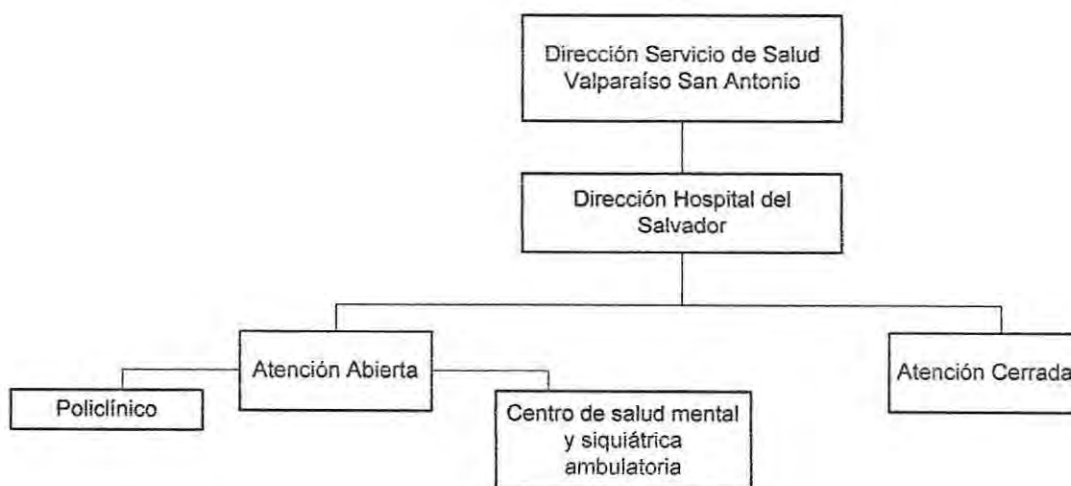 Dirección Servicio de Salud
Valparaíso San Antonio
Dirección Hospital del
Salvador
Atención Abierta
Atención Cerrada
Policlínico
Centro de salud mental
y siquiátrica
ambulatoria